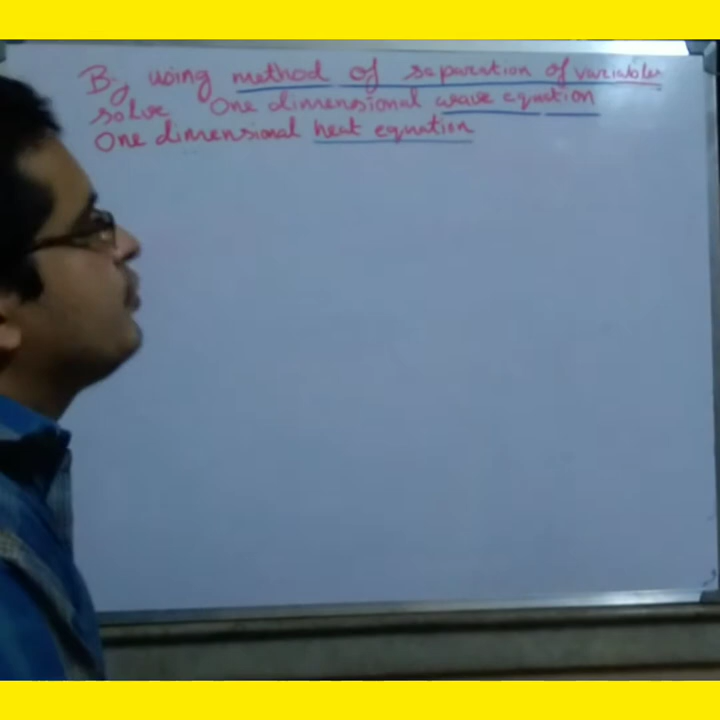 By using method of separation of variables
solve One dimensional wave equation
One dimensional heat equation